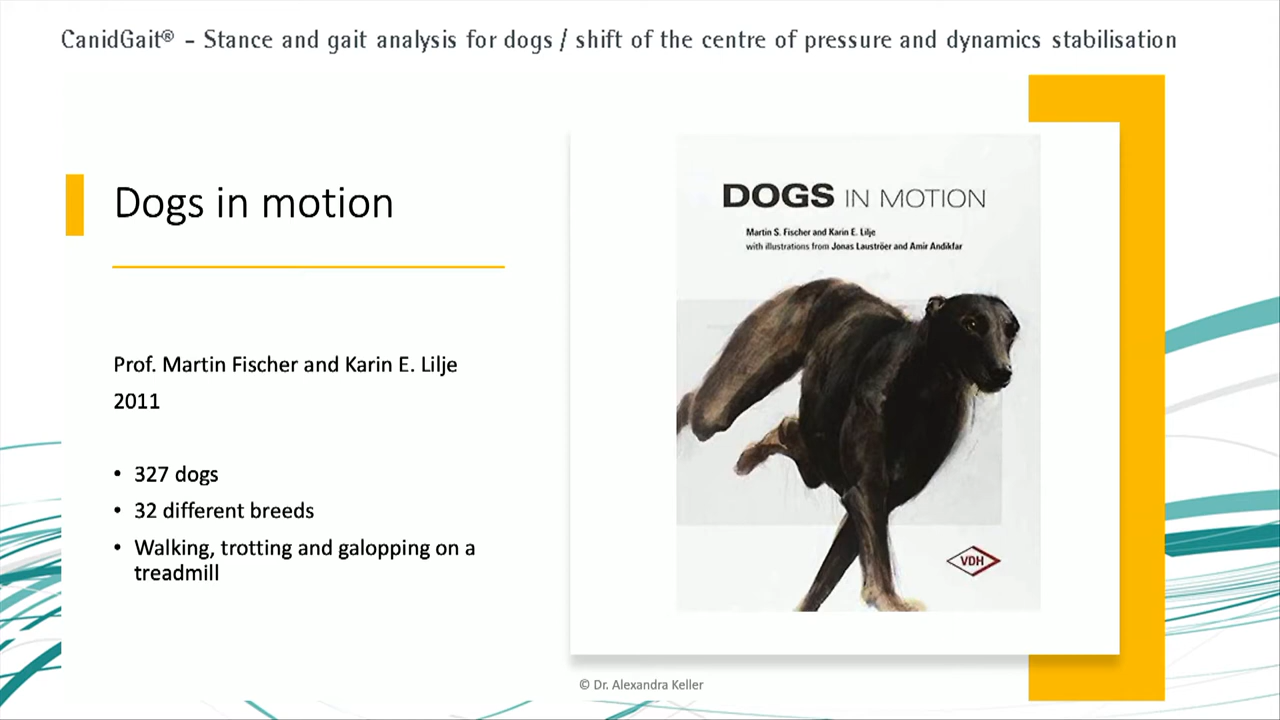 CanidGait® - Stance and gait analysis for dogs / shift of the centre of pressure and dynamics stabilisation
Dogs in motion
Prof. Martin Fischer and Karin E. Lilje
2011
• 327 dogs
• 32 different breeds
• Walking, trotting and galloping on a
treadmill
DOGS IN MOTION
Martin S. Fischer and Karin E. Lilje
with illustrations from Jonas Lauströer and Amir Andikfar
VDH
© Dr. Alexandra Keller